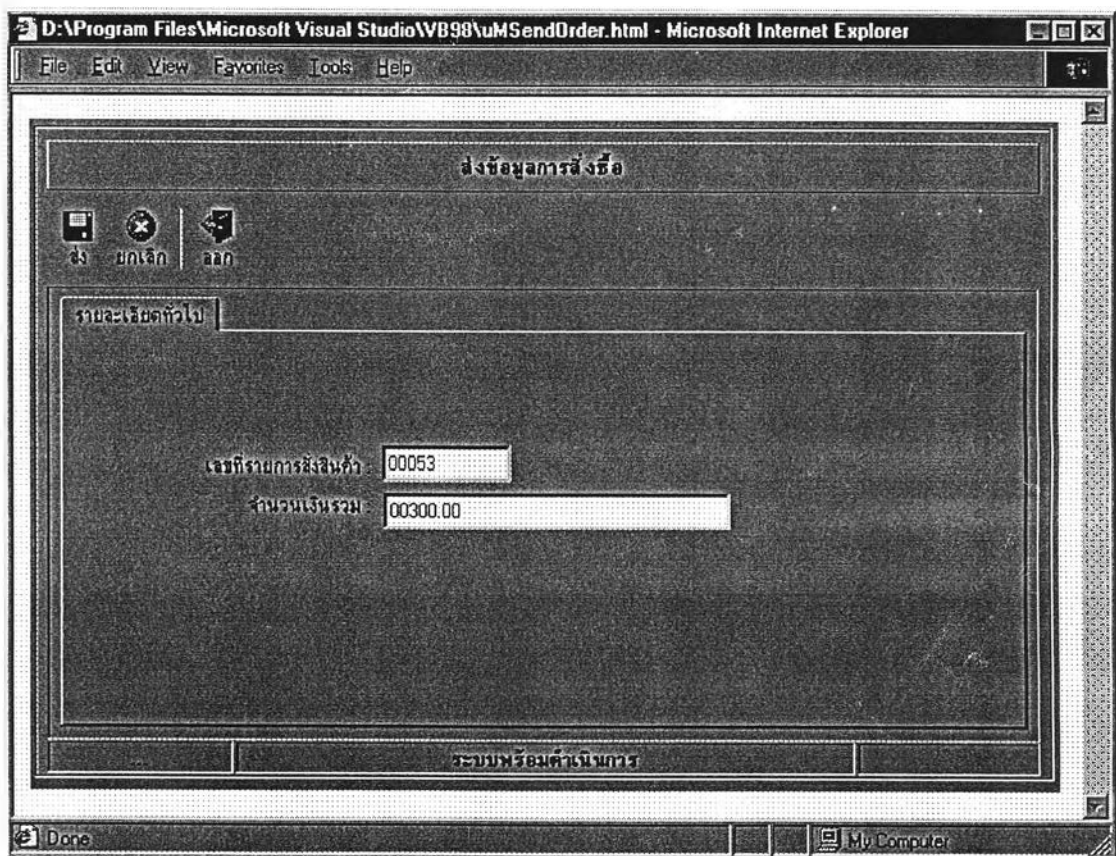 D:\Program Files\Microsoft Visual Studio\VB98\uMSendOrder.html - Microsoft Internet Explorer
File Edit View Favorites Tools Help
ส่งข้อมูลการสั่งซื้อ
ส่ง ยกเลิก ออก
รายละเอียดทั่วไป
เลขที่รายการสั่งสินค้า : 00053
จำนวนเงินรวม : 00300.00
... ระบบพร้อมดำเนินการ
Done My Computer